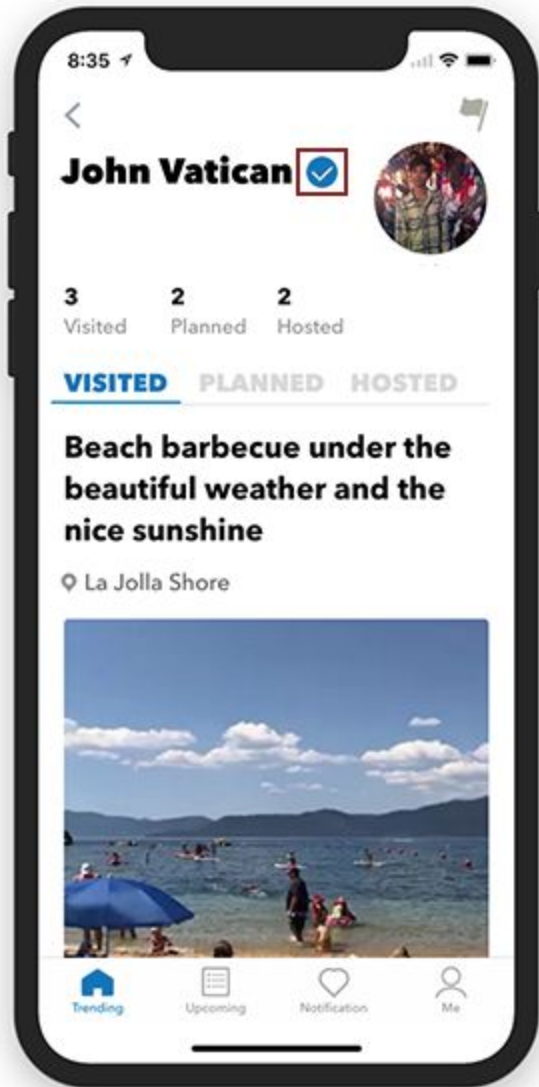 8:35
John Vatican
3 2 2
Visited Planned Hosted
VISITED PLANNED HOSTED
Beach barbecue under the
beautiful weather and the
nice sunshine
La Jolla Shore
Trending Upcoming Notification Me